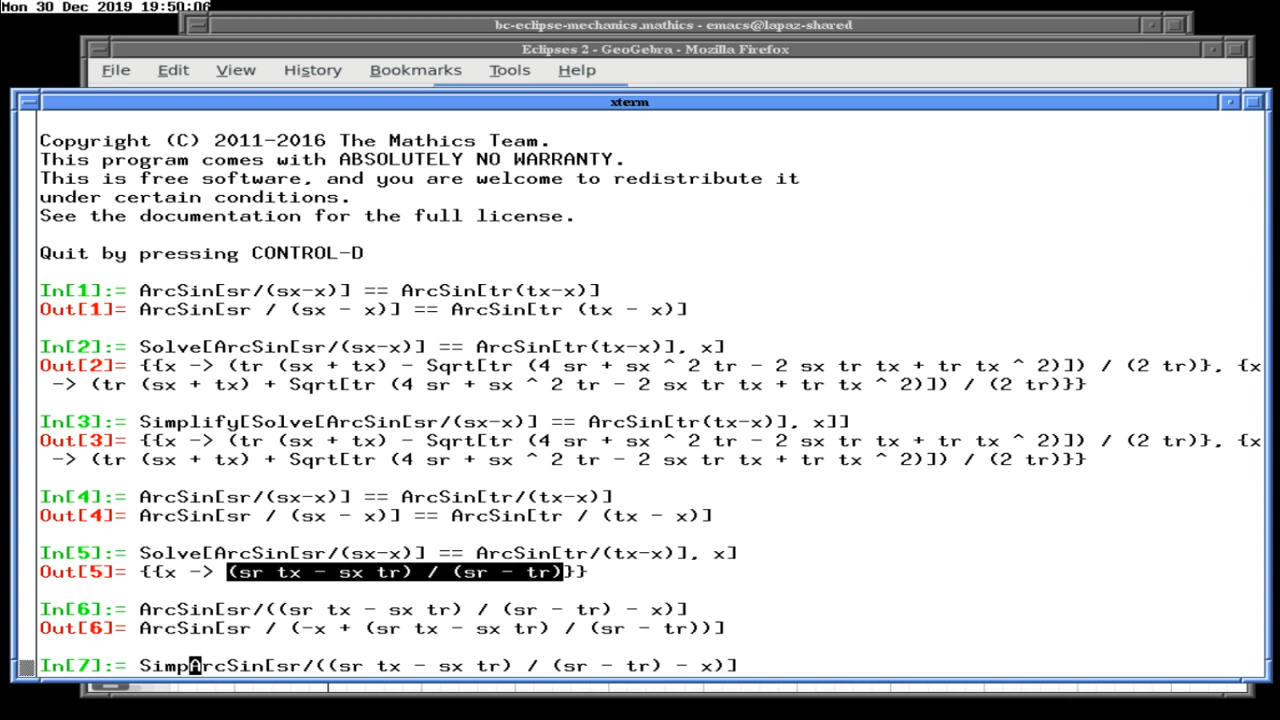 Mon 30 Dec 2019 19:50:06
bc-eclipse-mechanics.mathics - emacs@lapaz-shared
Eclipses 2 - GeoGebra - Mozilla Firefox
File Edit View History Bookmarks Tools Help
xterm
Copyright (C) 2011-2016 The Mathics Team.
This program comes with ABSOLUTELY NO WARRANTY.
This is free software, and you are welcome to redistribute it
under certain conditions.
See the documentation for the full license.
Quit by pressing CONTROL-D
In[1]:= ArcSin[sr/(sx-x)] == ArcSin[tr(tx-x)]
Out[1]= ArcSin[sr / (sx - x)] == ArcSin[tr (tx - x)]
In[2]:= Solve[ArcSin[sr/(sx-x)] == ArcSin[tr(tx-x)], x]
Out[2]= {{x -> (tr (sx + tx) - Sqrt[tr (4 sr + sx ^ 2 tr - 2 sx tr tx + tr tx ^ 2)]) / (2 tr)}, {x
-> (tr (sx + tx) + Sqrt[tr (4 sr + sx ^ 2 tr - 2 sx tr tx + tr tx ^ 2)]) / (2 tr)}}
In[3]:= Simplify[Solve[ArcSin[sr/(sx-x)] == ArcSin[tr(tx-x)], x]]
Out[3]= {{x -> (tr (sx + tx) - Sqrt[tr (4 sr + sx ^ 2 tr - 2 sx tr tx + tr tx ^ 2)]) / (2 tr)}, {x
-> (tr (sx + tx) + Sqrt[tr (4 sr + sx ^ 2 tr - 2 sx tr tx + tr tx ^ 2)]) / (2 tr)}}
In[4]:= ArcSin[sr/(sx-x)] == ArcSin[tr/(tx-x)]
Out[4]= ArcSin[sr / (sx - x)] == ArcSin[tr / (tx - x)]
In[5]:= Solve[ArcSin[sr/(sx-x)] == ArcSin[tr/(tx-x)], x]
Out[5]= {{x -> (sr tx - sx tr) / (sr - tr)}}
In[6]:= ArcSin[sr/((sr tx - sx tr) / (sr - tr) - x)]
Out[6]= ArcSin[sr / (-x + (sr tx - sx tr) / (sr - tr))]
In[7]:= SimpArcSin[sr/((sr tx - sx tr) / (sr - tr) - x)]